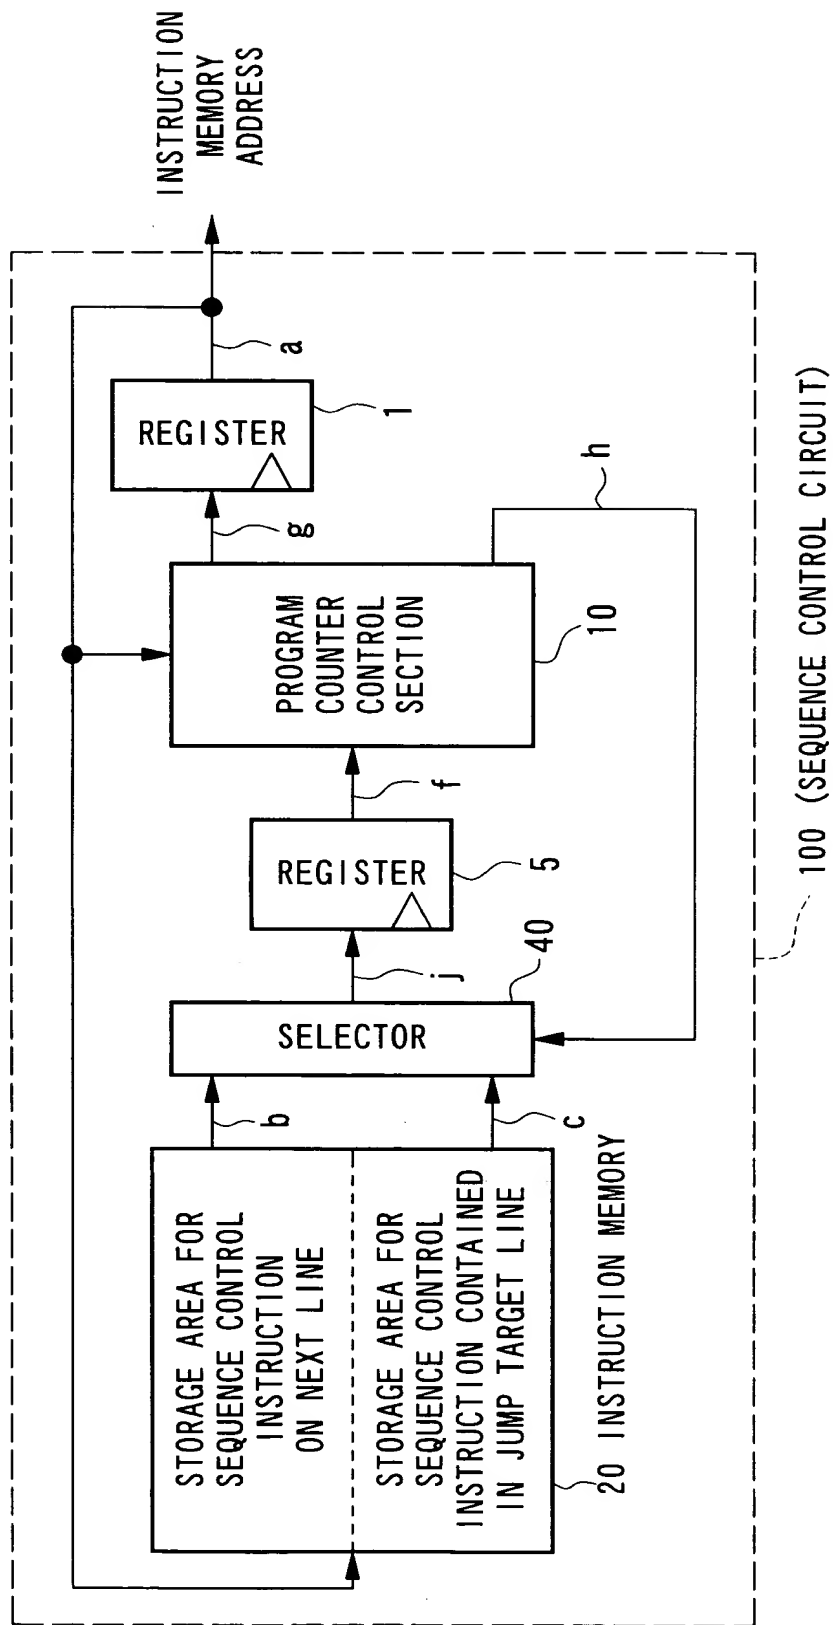 INSTRUCTION
MEMORY
ADDRESS
a
REGISTER
1
g
h
PROGRAM
COUNTER
CONTROL
SECTION
10
f
REGISTER
5
j
40
SELECTOR
b
c
STORAGE AREA FOR
SEQUENCE CONTROL
INSTRUCTION
ON NEXT LINE
STORAGE AREA FOR
SEQUENCE CONTROL
INSTRUCTION CONTAINED
IN JUMP TARGET LINE
20 INSTRUCTION MEMORY
100 (SEQUENCE CONTROL CIRCUIT)